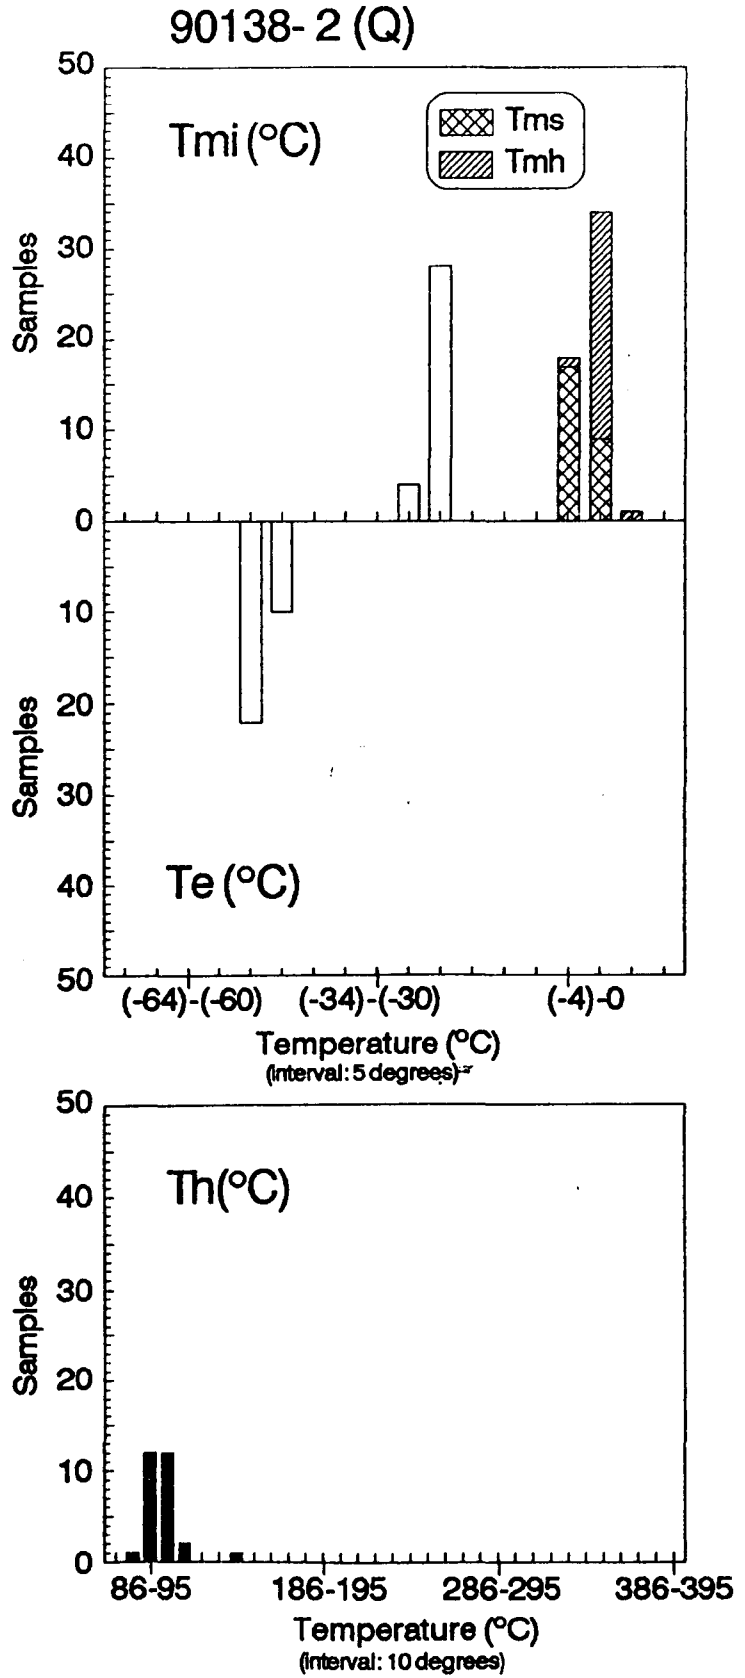 90138-2 (Q)
50
Tmi (°C)
Tms
Tmh
40
30
20
10
0
Samples
10
20
30
40
50
Samples
Te (°C)
(-64)-(-60) (-34)-(-30) (-4)-0
Temperature (°C)
(Interval: 5 degrees)
50
Th(°C)
40
30
20
10
0
Samples
86-95 186-195 286-295 386-395
Temperature (°C)
(Interval: 10 degrees)